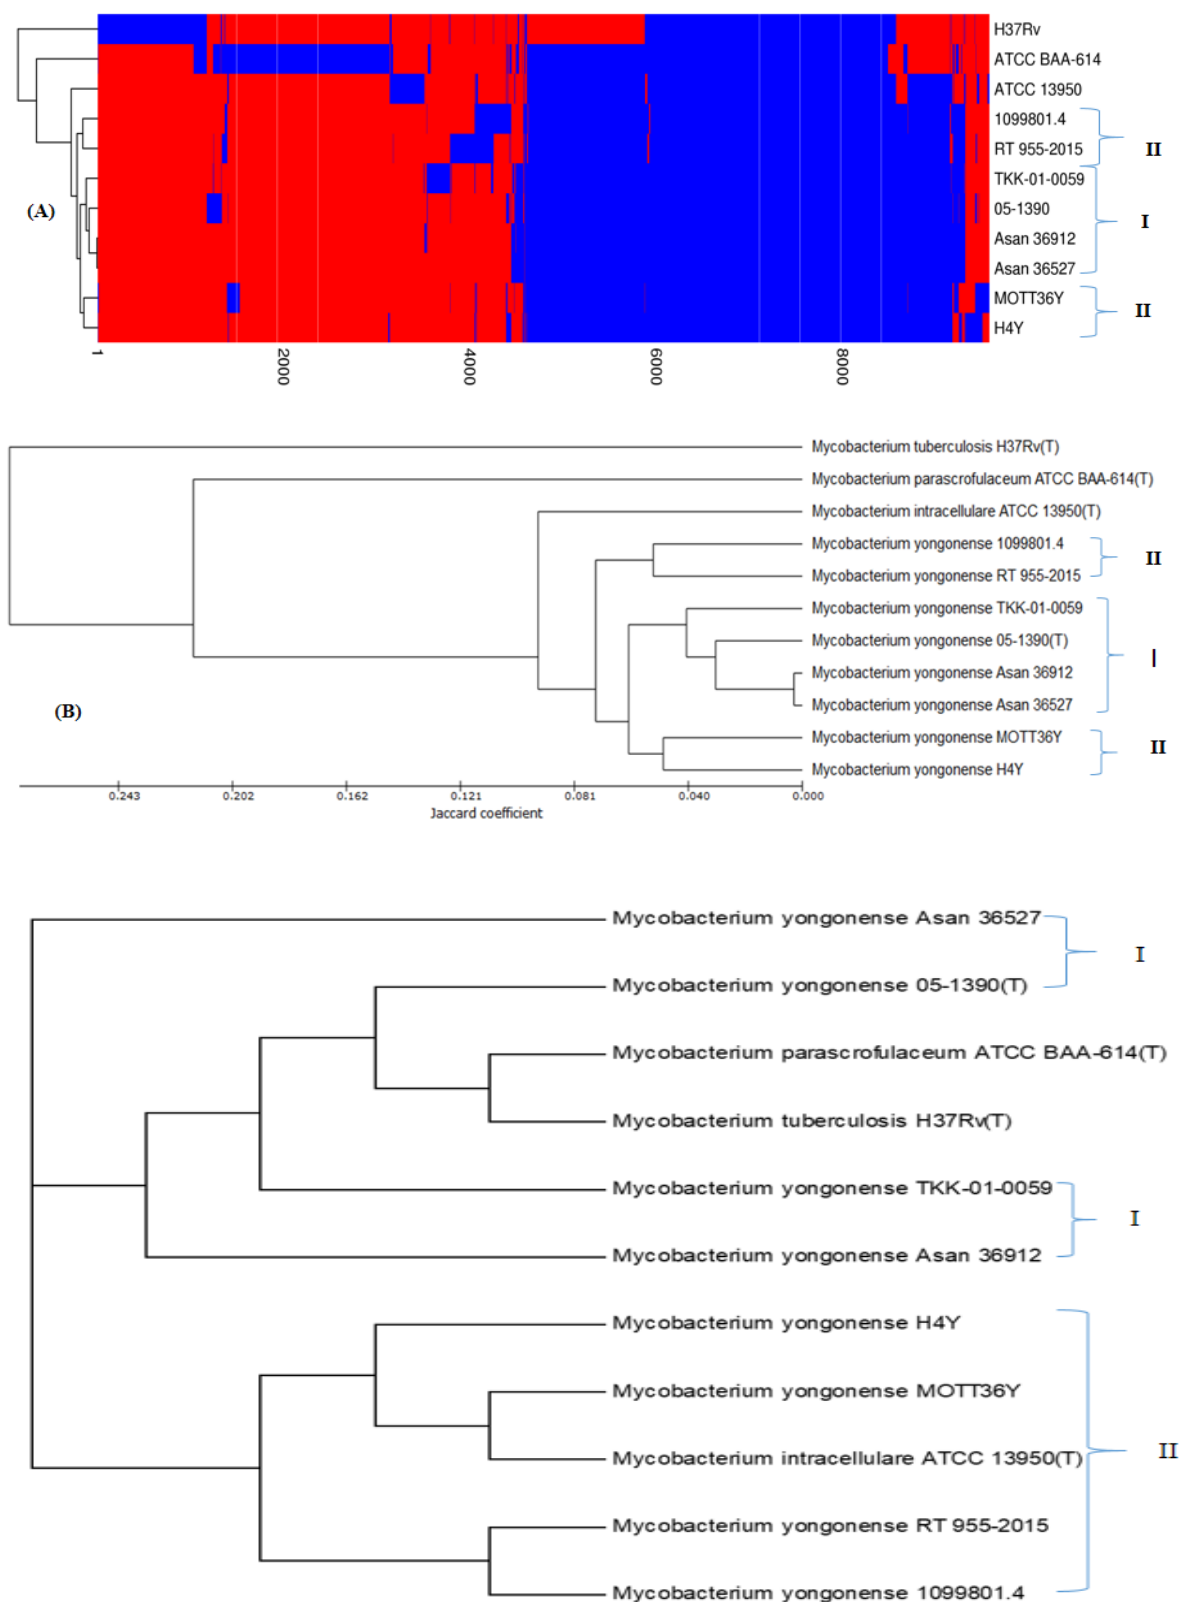 H37Rv
ATCC BAA-614
ATCC 13950
1099801.4
II
RT 955-2015
TKK-01-0059
(A)
05-1390
I
Asan 36912
Asan 36527
MOTT36Y
II
H4Y
1 2000 4000 6000 8000
Mycobacterium tuberculosis H37Rv(T)
Mycobacterium parascrofulaceum ATCC BAA-614(T)
Mycobacterium intracellulare ATCC 13950(T)
Mycobacterium yongonense 1099801.4
II
Mycobacterium yongonense RT 955-2015
Mycobacterium yongonense TKK-01-0059
Mycobacterium yongonense 05-1390(T)
I
Mycobacterium yongonense Asan 36912
Mycobacterium yongonense Asan 36527
(B)
Mycobacterium yongonense MOTT36Y
II
Mycobacterium yongonense H4Y
0.243 0.202 0.162 0.121 0.081 0.040 0.000
Jaccard coefficient
Mycobacterium yongonense Asan 36527
I
Mycobacterium yongonense 05-1390(T)
Mycobacterium parascrofulaceum ATCC BAA-614(T)
Mycobacterium tuberculosis H37Rv(T)
Mycobacterium yongonense TKK-01-0059
I
Mycobacterium yongonense Asan 36912
Mycobacterium yongonense H4Y
Mycobacterium yongonense MOTT36Y
Mycobacterium intracellulare ATCC 13950(T)
II
Mycobacterium yongonense RT 955-2015
Mycobacterium yongonense 1099801.4